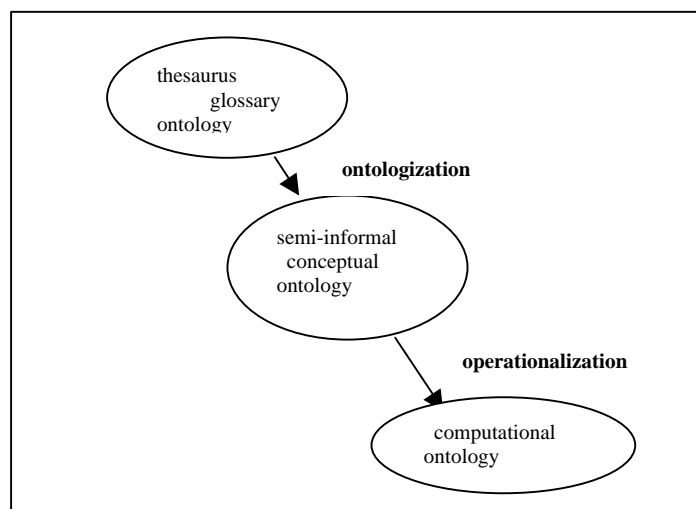 thesaurus
glossary
ontology
ontologization
semi-informal
conceptual
ontology
operationalization
computational
ontology